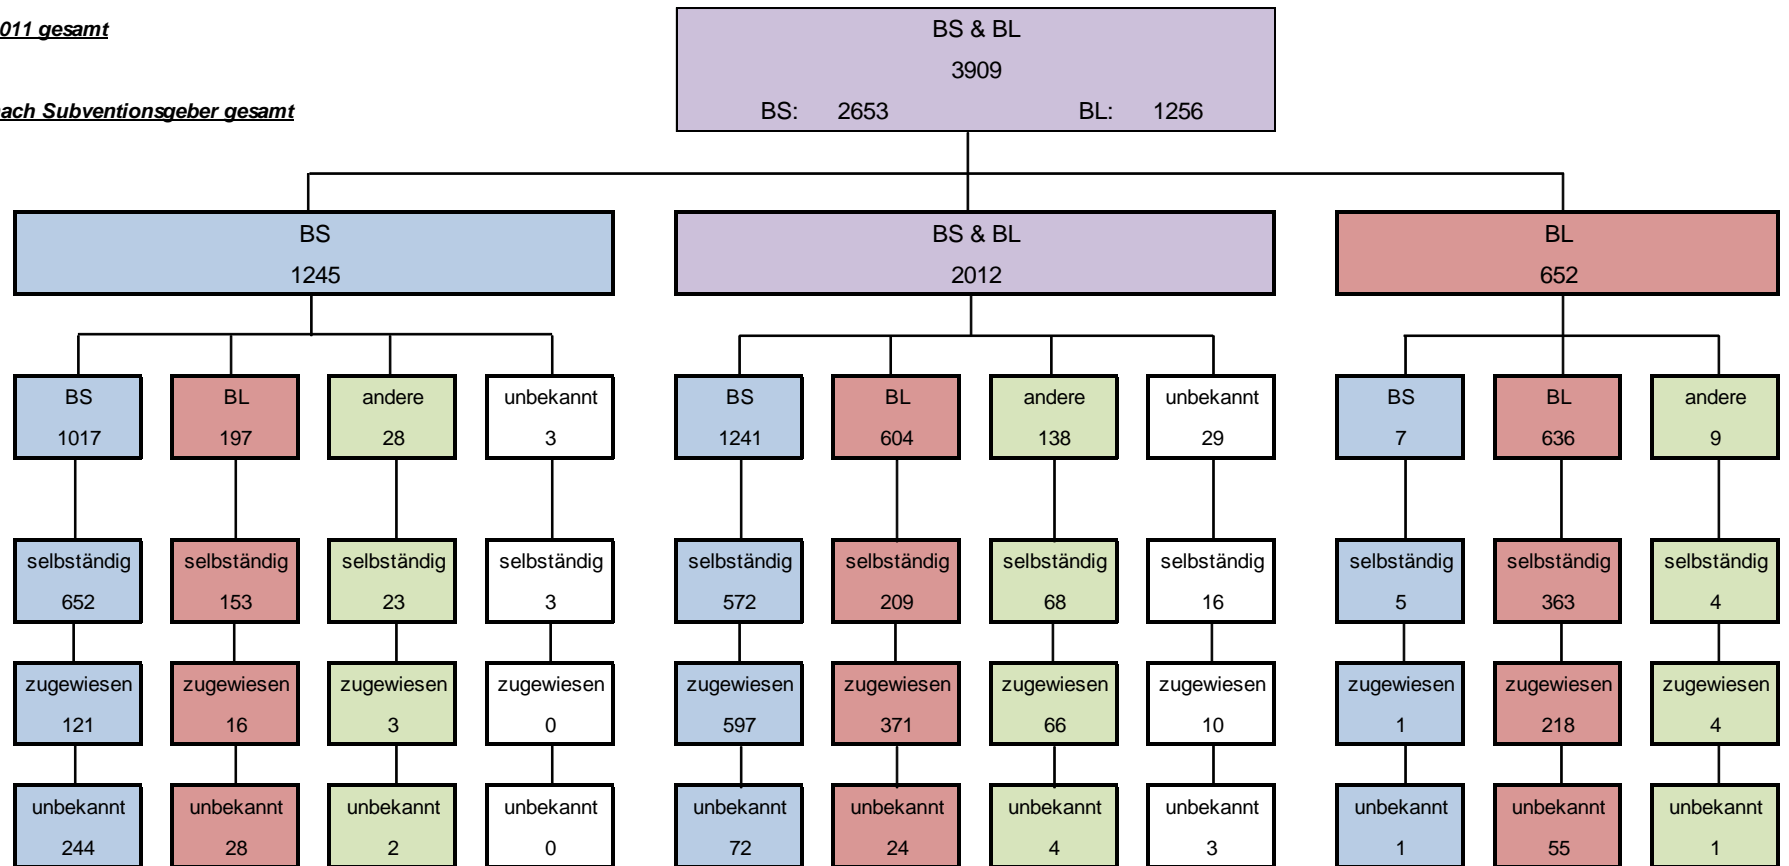 011 gesamt
BS & BL
3909
ach Subventionsgeber gesamt
BS: 2653 BL: 1256
BS BS & BL BL
1245 2012 652
BS BL andere unbekannt BS BL andere unbekannt BS BL andere
1017 197 28 3 1241 604 138 29 7 636 9
selbständig selbständig selbständig selbständig selbständig selbständig selbständig selbständig selbständig selbständig selbständig
652 153 23 3 572 209 68 16 5 363 4
zugewiesen zugewiesen zugewiesen zugewiesen zugewiesen zugewiesen zugewiesen zugewiesen zugewiesen zugewiesen zugewiesen
121 16 3 0 597 371 66 10 1 218 4
unbekannt unbekannt unbekannt unbekannt unbekannt unbekannt unbekannt unbekannt unbekannt unbekannt unbekannt
244 28 2 0 72 24 4 3 1 55 1